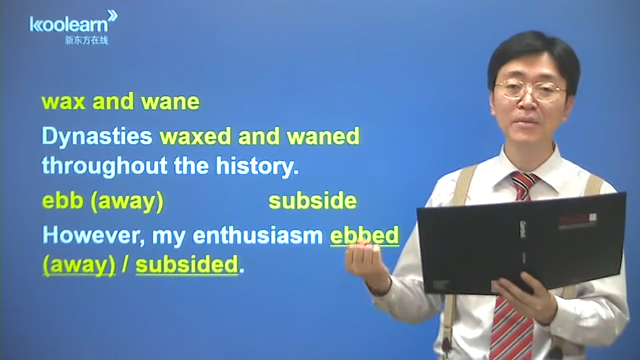 koolearn
新东方在线
wax and wane
Dynasties waxed and waned
throughout the history.
ebb (away) subside
However, my enthusiasm ebbed
(away) / subsided.